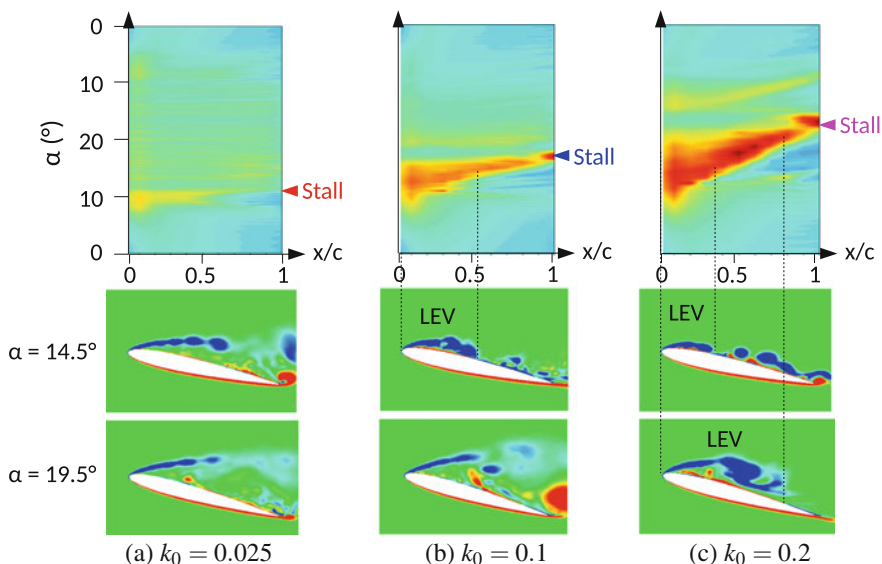 0
10
α (°)
20
10
0
Stall
Stall
Stall
0
0.5
1
x/c
0
0.5
1
x/c
0
0.5
1
x/c
α = 14.5°
LEV
LEV
α = 19.5°
LEV
(a) k₀ = 0.025
(b) k₀ = 0.1
(c) k₀ = 0.2